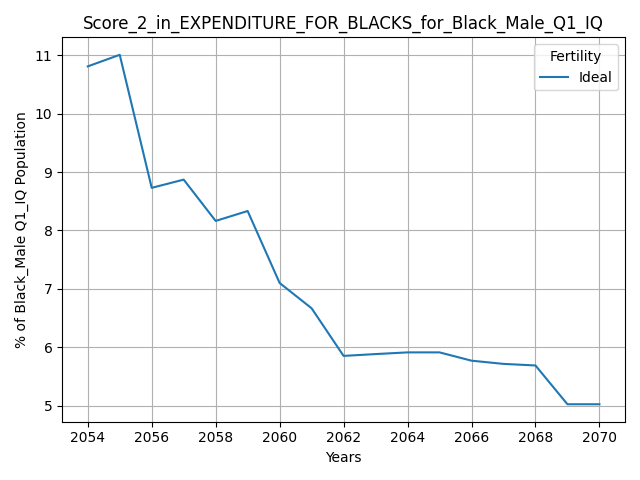 Score_2_in_EXPENDITURE_FOR_BLACKS_for_Black_Male_Q1_IQ
Fertility
Ideal
% of Black_Male Q1_IQ Population
11
10
9
8
7
6
5
2054 2056 2058 2060 2062 2064 2066 2068 2070
Years